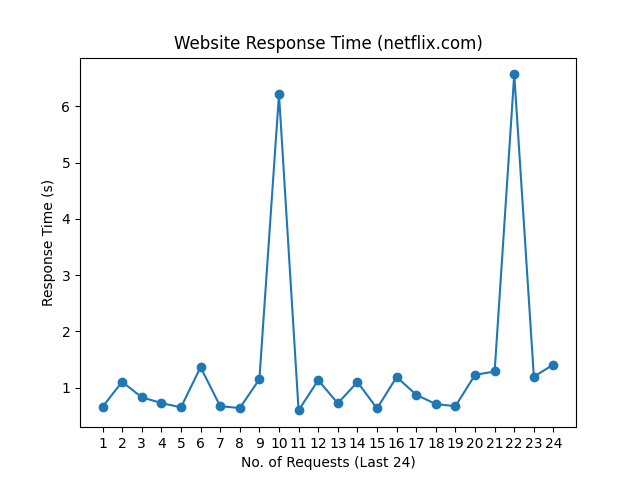 Website Response Time (netflix.com)
Response Time (s)
6
5
4
3
2
1
1 2 3 4 5 6 7 8 9 10 11 12 13 14 15 16 17 18 19 20 21 22 23 24
No. of Requests (Last 24)